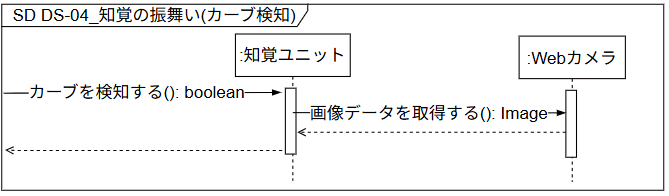 SD DS-04_知覚の振舞い(カーブ検知)
:知覚ユニット
:Webカメラ
カーブを検知する(): boolean
画像データを取得する(): Image